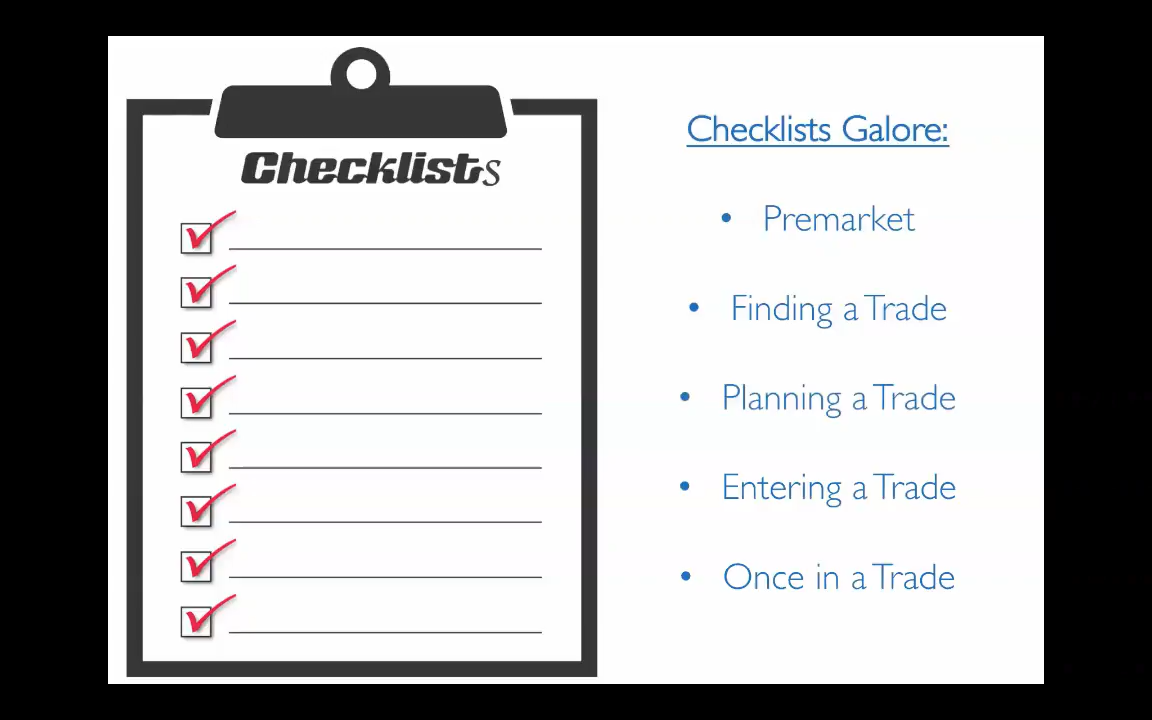 Checklists
Checklists Galore:
• Premarket
• Finding a Trade
• Planning a Trade
• Entering a Trade
• Once in a Trade